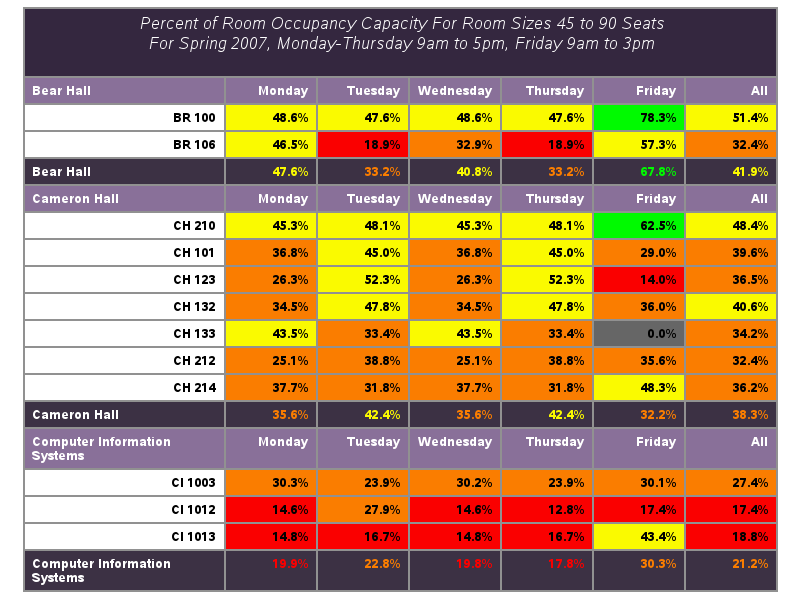 Percent of Room Occupancy Capacity For Room Sizes 45 to 90 Seats
For Spring 2007, Monday-Thursday 9am to 5pm, Friday 9am to 3pm
Bear Hall Monday Tuesday Wednesday Thursday Friday All
BR 100 48.6% 47.6% 48.6% 47.6% 78.3% 51.4%
BR 106 46.5% 18.9% 32.9% 18.9% 57.3% 32.4%
Bear Hall 47.6% 33.2% 40.8% 33.2% 67.8% 41.9%
Cameron Hall Monday Tuesday Wednesday Thursday Friday All
CH 210 45.3% 48.1% 45.3% 48.1% 62.5% 48.4%
CH 101 36.8% 45.0% 36.8% 45.0% 29.0% 39.6%
CH 123 26.3% 52.3% 26.3% 52.3% 14.0% 36.5%
CH 132 34.5% 47.8% 34.5% 47.8% 36.0% 40.6%
CH 133 43.5% 33.4% 43.5% 33.4% 0.0% 34.2%
CH 212 25.1% 38.8% 25.1% 38.8% 35.6% 32.4%
CH 214 37.7% 31.8% 37.7% 31.8% 48.3% 36.2%
Cameron Hall 35.6% 42.4% 35.6% 42.4% 32.2% 38.3%
Computer Information Monday Tuesday Wednesday Thursday Friday All
Systems
CI 1003 30.3% 23.9% 30.2% 23.9% 30.1% 27.4%
CI 1012 14.6% 27.9% 14.6% 12.8% 17.4% 17.4%
CI 1013 14.8% 16.7% 14.8% 16.7% 43.4% 18.8%
Computer Information 19.9% 22.8% 19.8% 17.8% 30.3% 21.2%
Systems